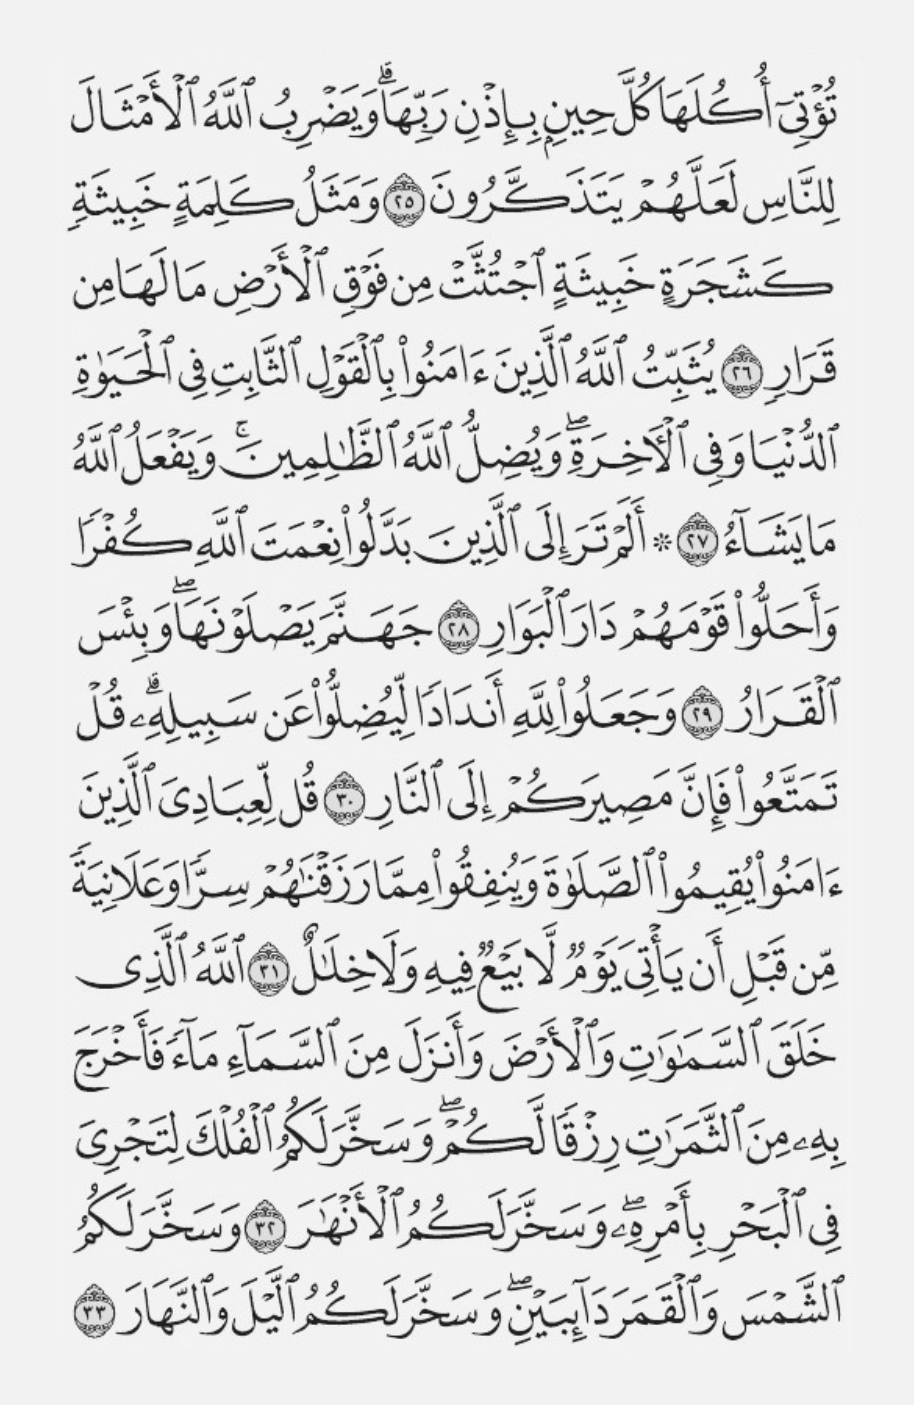 تُؤْتِىٓ أُكُلَهَا كُلَّ حِينٍۭ بِإِذْنِ رَبِّهَاۗ وَيَضْرِبُ ٱللَّهُ ٱلْأَمْثَالَ
لِلنَّاسِ لَعَلَّهُمْ يَتَذَكَّرُونَ ٢٥ وَمَثَلُ كَلِمَةٍ خَبِيثَةٍ
كَشَجَرَةٍ خَبِيثَةٍ ٱجْتُثَّتْ مِن فَوْقِ ٱلْأَرْضِ مَا لَهَا مِن
قَرَارٍ ٢٦ يُثَبِّتُ ٱللَّهُ ٱلَّذِينَ ءَامَنُوا۟ بِٱلْقَوْلِ ٱلثَّابِتِ فِى ٱلْحَيَوٰةِ
ٱلدُّنْيَا وَفِى ٱلْأَخِرَةِۖ وَيُضِلُّ ٱللَّهُ ٱلظَّٰلِمِينَۚ وَيَفْعَلُ ٱللَّهُ
مَا يَشَآءُ ٢٧ ۞ أَلَمْ تَرَ إِلَى ٱلَّذِينَ بَدَّلُوا۟ نِعْمَتَ ٱللَّهِ كُفْرًا
وَأَحَلُّوا۟ قَوْمَهُمْ دَارَ ٱلْبَوَارِ ٢٨ جَهَنَّمَ يَصْلَوْنَهَاۖ وَبِئْسَ
ٱلْقَرَارُ ٢٩ وَجَعَلُوا۟ لِلَّهِ أَندَادًا لِّيُضِلُّوا۟ عَن سَبِيلِهِۦۗ قُلْ
تَمَتَّعُوا۟ فَإِنَّ مَصِيرَكُمْ إِلَى ٱلنَّارِ ٣٠ قُل لِّعِبَادِىَ ٱلَّذِينَ
ءَامَنُوا۟ يُقِيمُوا۟ ٱلصَّلَوٰةَ وَيُنفِقُوا۟ مِمَّا رَزَقْنَٰهُمْ سِرًّا وَعَلَانِيَةً
مِّن قَبْلِ أَن يَأْتِىَ يَوْمٌ لَّا بَيْعٌ فِيهِ وَلَا خِلَٰلٌ ٣١ ٱللَّهُ ٱلَّذِى
خَلَقَ ٱلسَّمَٰوَٰتِ وَٱلْأَرْضَ وَأَنزَلَ مِنَ ٱلسَّمَآءِ مَآءً فَأَخْرَجَ
بِهِۦ مِنَ ٱلثَّمَرَٰتِ رِزْقًا لَّكُمْۖ وَسَخَّرَ لَكُمُ ٱلْفُلْكَ لِتَجْرِىَ
فِى ٱلْبَحْرِ بِأَمْرِهِۦۖ وَسَخَّرَ لَكُمُ ٱلْأَنْهَٰرَ ٣٢ وَسَخَّرَ لَكُمُ
ٱلشَّمْسَ وَٱلْقَمَرَ دَآئِبَيْنِۖ وَسَخَّرَ لَكُمُ ٱلَّيْلَ وَٱلنَّهَارَ ٣٣